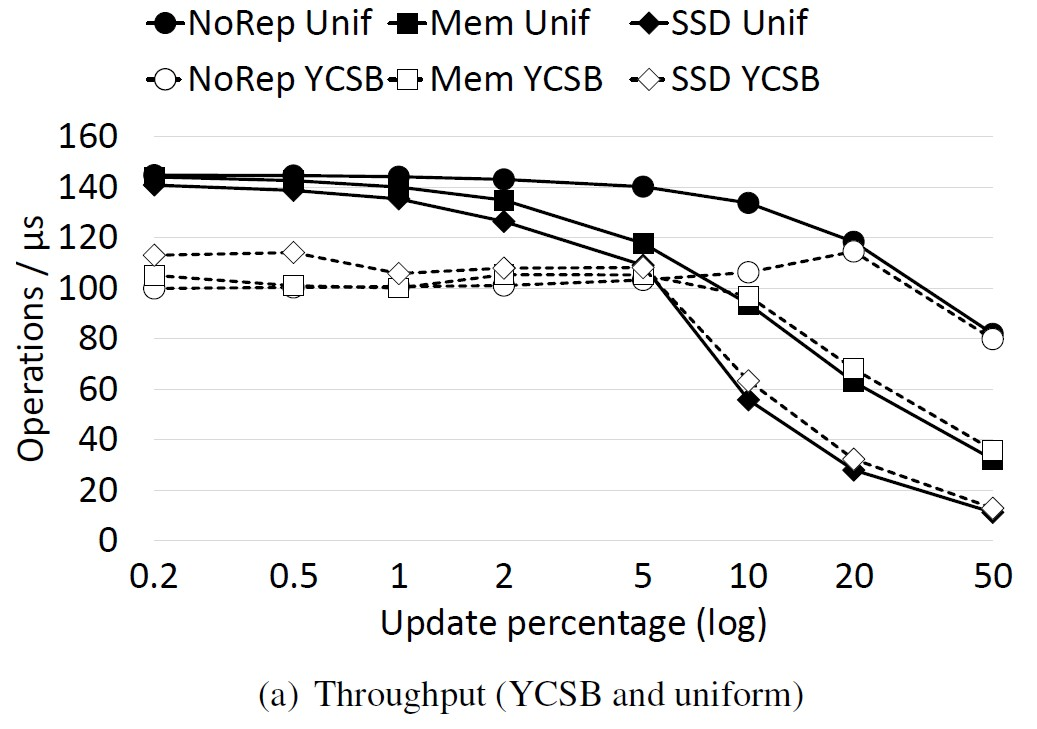 NoRep Unif Mem Unif SSD Unif
NoRep YCSB Mem YCSB SSD YCSB
160
140
120
100
80
60
40
20
0
Operations / µs
0.2 0.5 1 2 5 10 20 50
Update percentage (log)
(a) Throughput (YCSB and uniform)